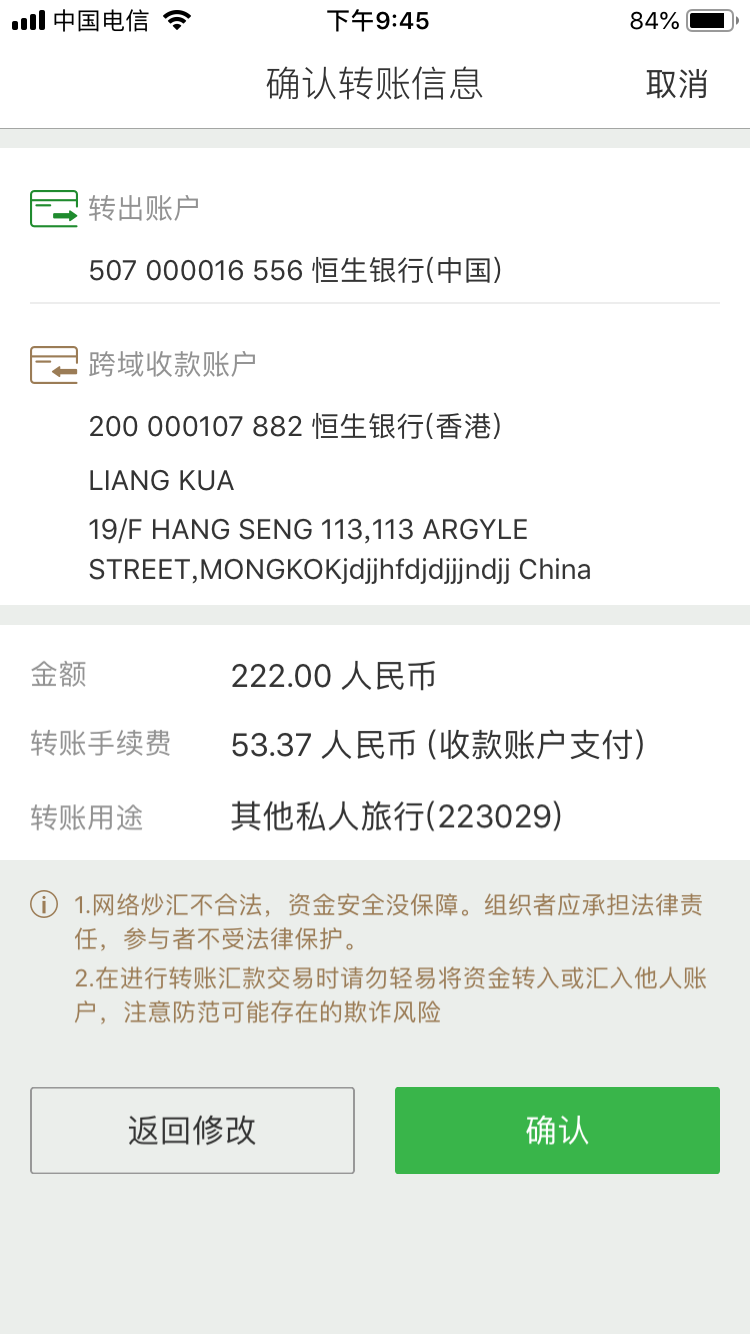 中国电信 下午9:45 84%
确认转账信息 取消
转出账户
507 000016 556 恒生银行(中国)
跨域收款账户
200 000107 882 恒生银行(香港)
LIANG KUA
19/F HANG SENG 113,113 ARGYLE
STREET,MONGKOKjdjjhfdjdjjjndjj China
金额 222.00 人民币
转账手续费 53.37 人民币 (收款账户支付)
转账用途 其他私人旅行(223029)
1.网络炒汇不合法，资金安全没保障。组织者应承担法律责
任，参与者不受法律保护。
2.在进行转账汇款交易时请勿轻易将资金转入或汇入他人账
户，注意防范可能存在的欺诈风险
返回修改 确认